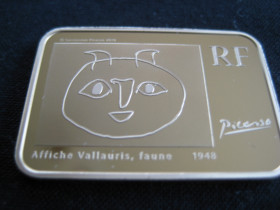 RF
Picasso
Affiche Vallauris, faune 1948